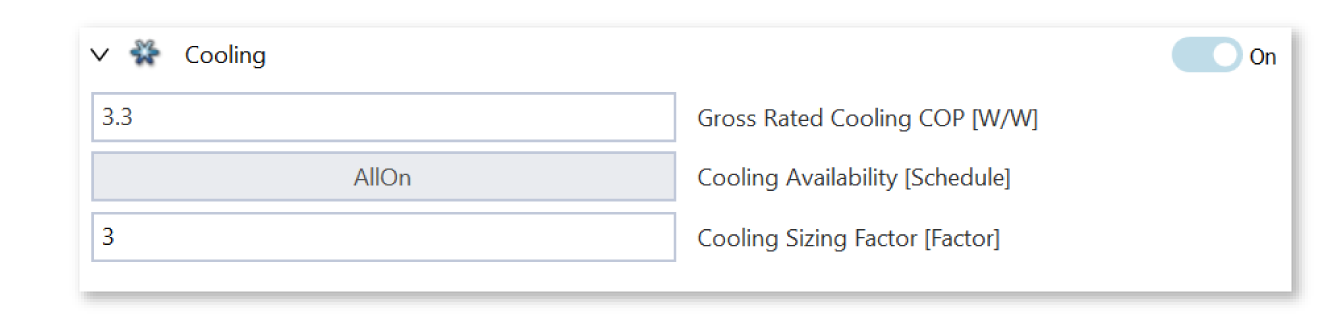 Cooling On
3.3 Gross Rated Cooling COP [W/W]
AllOn Cooling Availability [Schedule]
3 Cooling Sizing Factor [Factor]